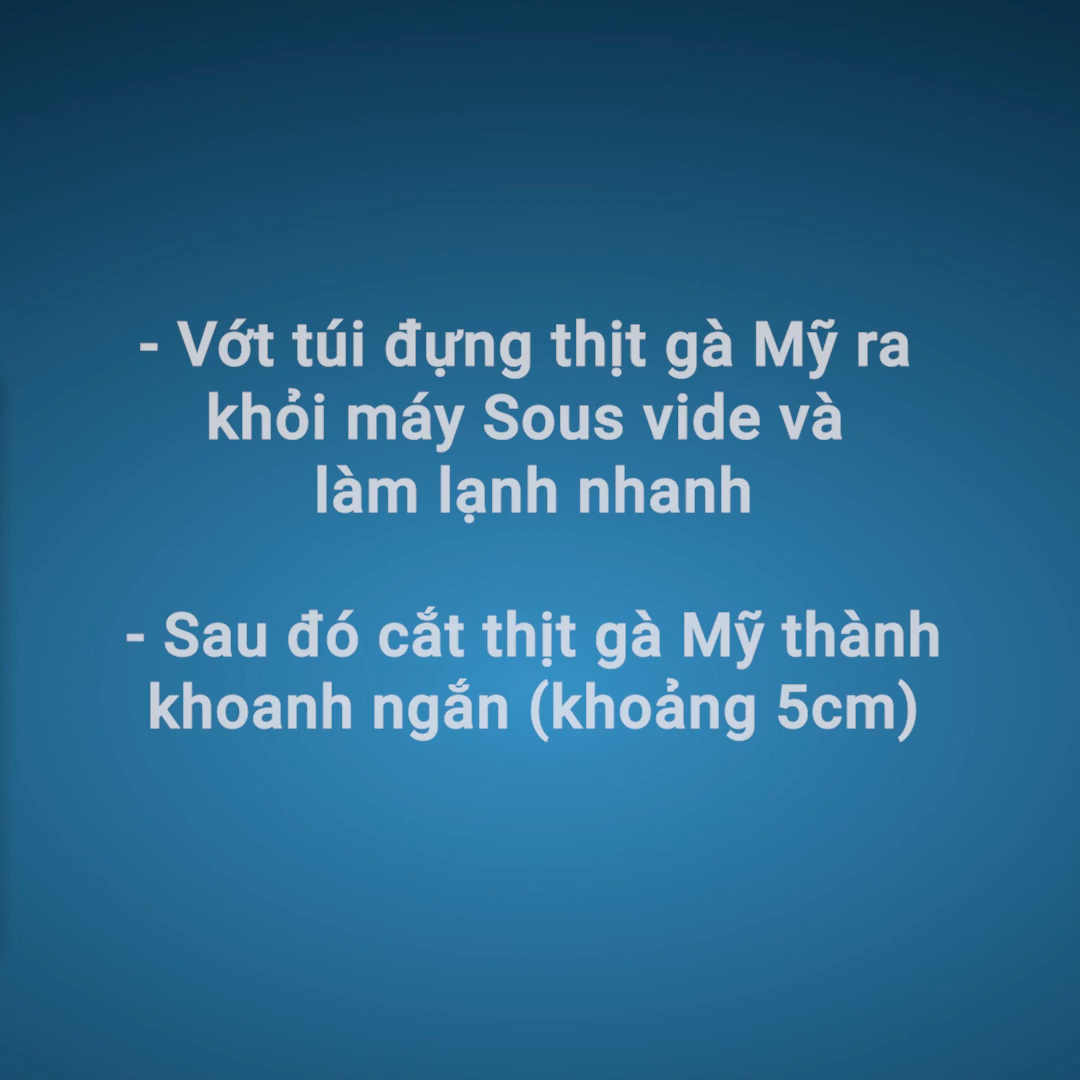 - Vớt túi đựng thịt gà Mỹ ra
khỏi máy Sous vide và
làm lạnh nhanh
- Sau đó cắt thịt gà Mỹ thành
khoanh ngắn (khoảng 5cm)